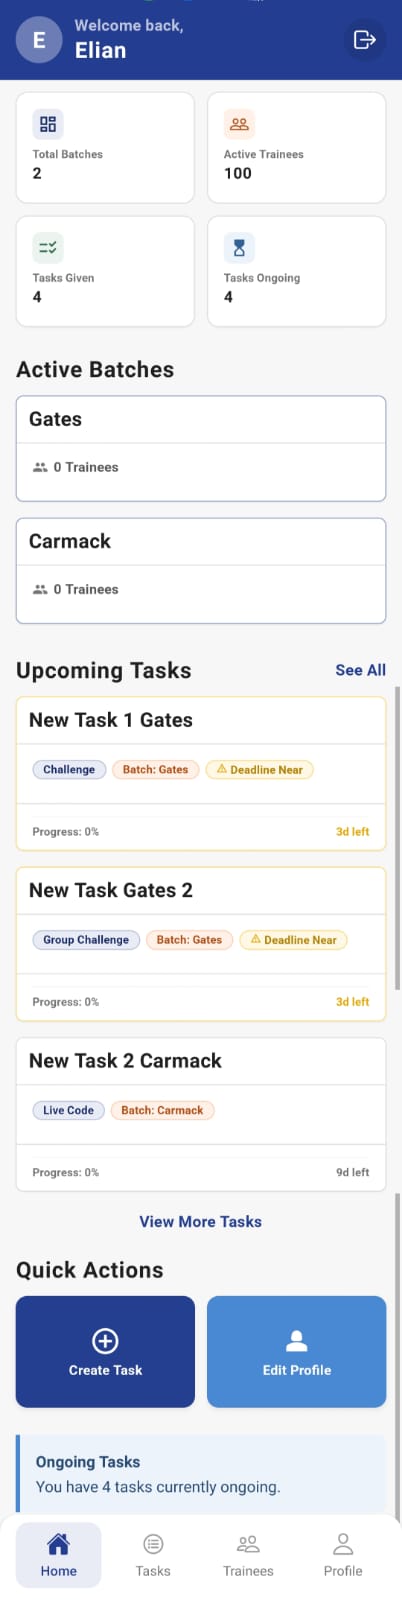 E
Welcome back,
Elian
Total Batches
2
Active Trainees
100
Tasks Given
4
Tasks Ongoing
4
Active Batches
Gates
0 Trainees
Carmack
0 Trainees
Upcoming Tasks
See All
New Task 1 Gates
Challenge
Batch: Gates
Deadline Near
Progress: 0%
3d left
New Task Gates 2
Group Challenge
Batch: Gates
Deadline Near
Progress: 0%
3d left
New Task 2 Carmack
Live Code
Batch: Carmack
Progress: 0%
9d left
View More Tasks
Quick Actions
Create Task
Edit Profile
Ongoing Tasks
You have 4 tasks currently ongoing.
Home
Tasks
Trainees
Profile